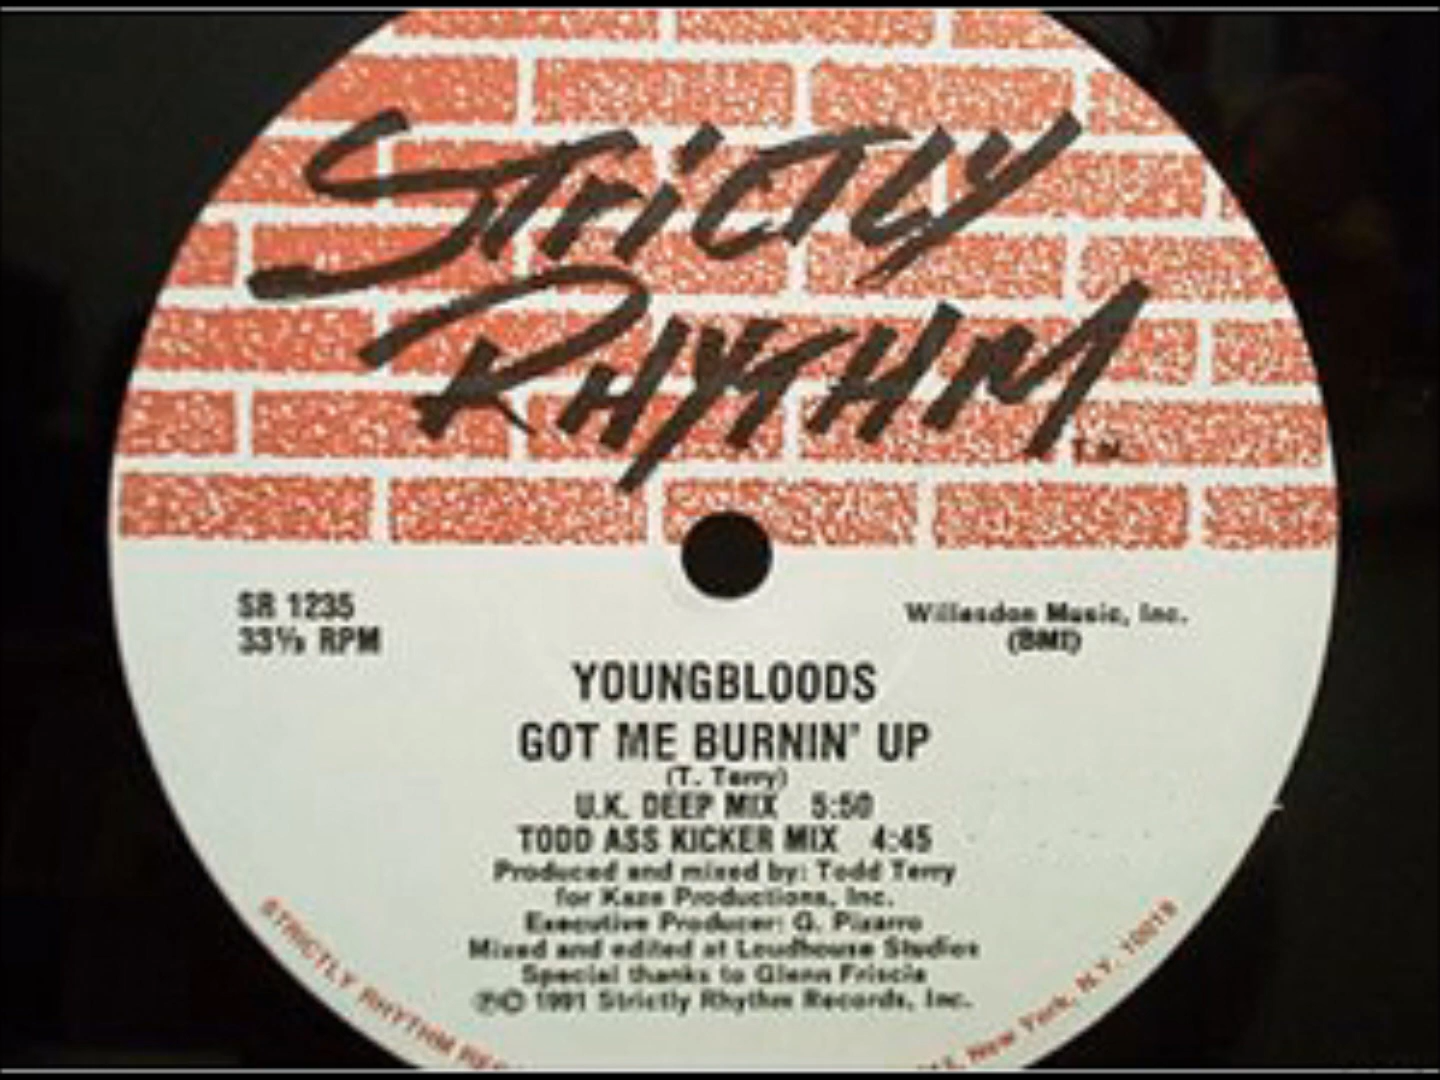 STRICTLY
RHYTHM
T.M.
SR 1235
33⅓ RPM
Willesdon Music, Inc.
(BMI)
YOUNGBLOODS
GOT ME BURNIN' UP
(T. Terry)
U.K. DEEP MIX 5:50
TODD ASS KICKER MIX 4:45
Produced and mixed by: Todd Terry
for Kaze Productions, Inc.
Executive Producer: G. Pizarro
Mixed and edited at Loudhouse Studios
Special thanks to Glenn Friscia
ⓅⒸ 1991 Strictly Rhythm Records, Inc.
STRICTLY RHYTHM REC
New York, N.Y. 10019